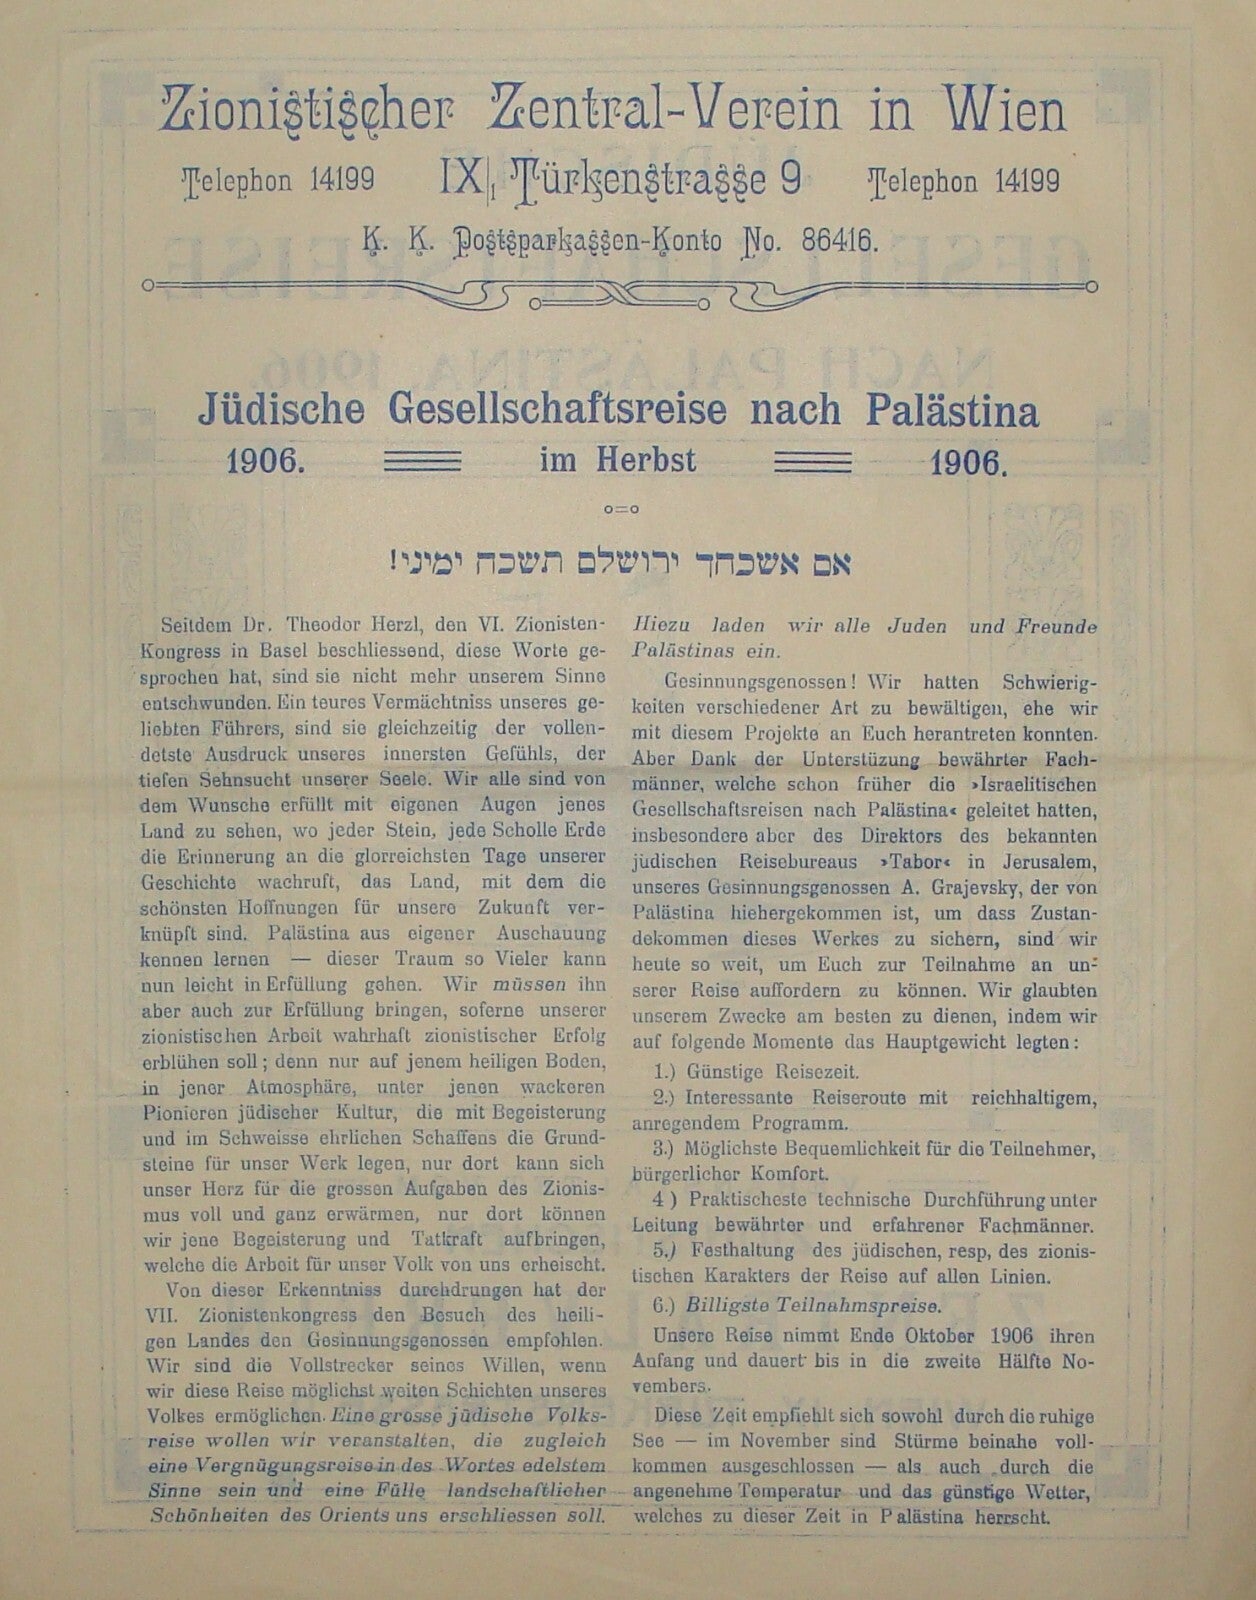 Zionistischer Zentral-Verein in Wien
Telephon 14199 IX|1 Türkenstrasse 9 Telephon 14199
K. K. Postsparkassen-Konto No. 86416.
Jüdische Gesellschaftsreise nach Palästina
1906. im Herbst 1906.
אם אשכחך ירושלם תשכח ימיני!
Seitdem Dr. Theodor Herzl, den VI. Zionisten-
Kongress in Basel beschliessend, diese Worte ge-
sprochen hat, sind sie nicht mehr unserem Sinne
entschwunden. Ein teures Vermächtniss unseres ge-
liebten Führers, sind sie gleichzeitig der vollen-
detste Ausdruck unseres innersten Gefühls, der
tiefen Sehnsucht unserer Seele. Wir alle sind von
dem Wunsche erfüllt mit eigenen Augen jenes
Land zu sehen, wo jeder Stein, jede Scholle Erde
die Erinnerung an die glorreichsten Tage unserer
Geschichte wachruft, das Land, mit dem die
schönsten Hoffnungen für unsere Zukunft ver-
knüpft sind. Palästina aus eigener Auschauung
kennen lernen — dieser Traum so Vieler kann
nun leicht in Erfüllung gehen. Wir müssen ihn
aber auch zur Erfüllung bringen, soferne unserer
zionistischen Arbeit wahrhaft zionistischer Erfolg
erblühen soll; denn nur auf jenem heiligen Boden,
in jener Atmosphäre, unter jenen wackeren
Pionieren jüdischer Kultur, die mit Begeisterung
und im Schweisse ehrlichen Schaffens die Grund-
steine für unser Werk legen, nur dort kann sich
unser Herz für die grossen Aufgaben des Zionis-
mus voll und ganz erwärmen, nur dort können
wir jene Begeisterung und Tatkraft aufbringen,
welche die Arbeit für unser Volk von uns erheischt.
Von dieser Erkenntniss durchdrungen hat der
VII. Zionistenkongress den Besuch des heili-
gen Landes den Gesinnungsgenossen empfohlen.
Wir sind die Vollstrecker seines Willen, wenn
wir diese Reise möglichst weiten Schichten unseres
Volkes ermöglichen. Eine grosse jüdische Volks-
reise wollen wir veranstalten, die zugleich
eine Vergnügungsreise in des Wortes edelstem
Sinne sein und eine Fülle landschaftlicher
Schönheiten des Orients uns erschliessen soll.
Hiezu laden wir alle Juden und Freunde
Palästinas ein.
Gesinnungsgenossen! Wir hatten Schwierig-
keiten verschiedener Art zu bewältigen, ehe wir
mit diesem Projekte an Euch herantreten konnten.
Aber Dank der Unterstüzung bewährter Fach-
männer, welche schon früher die »Israelitischen
Gesellschaftsreisen nach Palästina« geleitet hatten,
insbesondere aber des Direktors des bekannten
jüdischen Reisebureaus »Tabor« in Jerusalem,
unseres Gesinnungsgenossen A. Grajevsky, der von
Palästina hiehergekommen ist, um dass Zustan-
dekommen dieses Werkes zu sichern, sind wir
heute so weit, um Euch zur Teilnahme an un-
serer Reise auffordern zu können. Wir glaubten
unserem Zwecke am besten zu dienen, indem wir
auf folgende Momente das Hauptgewicht legten:
1.) Günstige Reisezeit.
2.) Interessante Reiseroute mit reichhaltigem,
anregendem Programm.
3.) Möglichste Bequemlichkeit für die Teilnehmer,
bürgerlicher Komfort.
4) Praktischeste technische Durchführung unter
Leitung bewährter und erfahrener Fachmänner.
5.) Festhaltung des jüdischen, resp, des zionis-
tischen Karakters der Reise auf allen Linien.
6.) Billigste Teilnahmspreise.
Unsere Reise nimmt Ende Oktober 1906 ihren
Anfang und dauert bis in die zweite Hälfte No-
vembers.
Diese Zeit empfiehlt sich sowohl durch die ruhige
See — im November sind Stürme beinahe voll-
kommen ausgeschlossen — als auch durch die
angenehme Temperatur und das günstige Wetter,
welches zu dieser Zeit in Palästina herrscht.